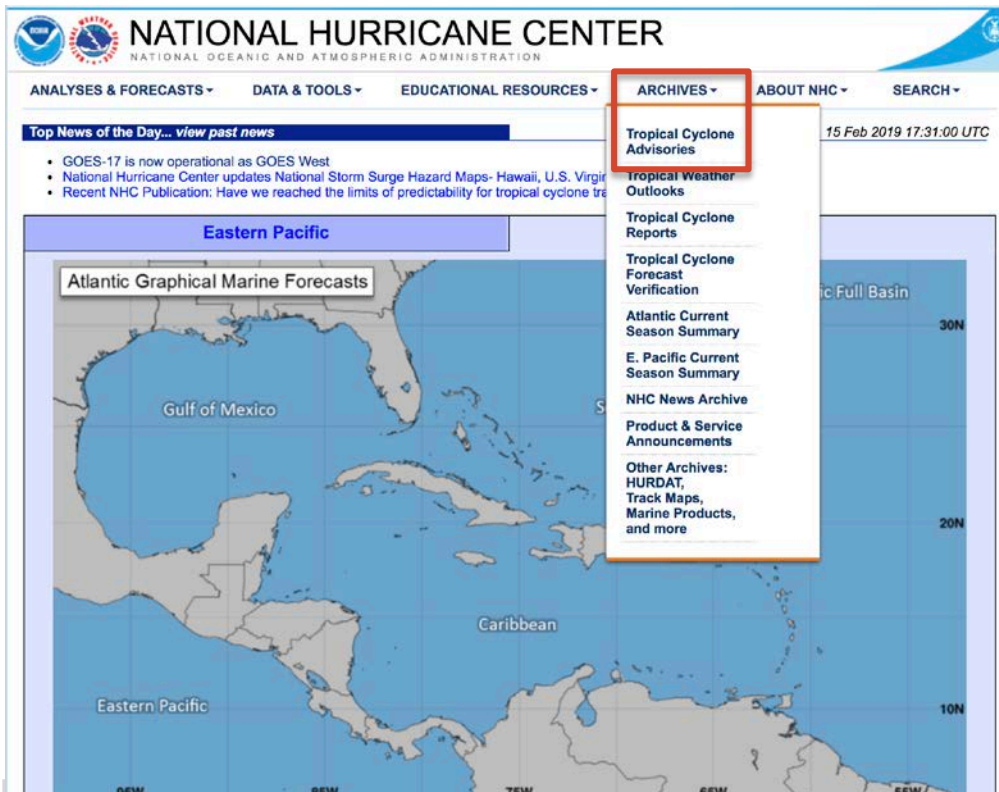 NATIONAL HURRICANE CENTER
NATIONAL OCEANIC AND ATMOSPHERIC ADMINISTRATION
ANALYSES & FORECASTS DATA & TOOLS EDUCATIONAL RESOURCES ARCHIVES ABOUT NHC SEARCH
Top News of the Day... view past news 15 Feb 2019 17:31:00 UTC
• GOES-17 is now operational as GOES West
• National Hurricane Center updates National Storm Surge Hazard Maps- Hawaii, U.S.
• Recent NHC Publication: Have we reached the limits of predictability for tropical cyclone
Tropical Cyclone
Advisories
Tropical Weather
Outlooks
Tropical Cyclone
Reports
Tropical Cyclone
Forecast
Verification
Atlantic Current
Season Summary
E. Pacific Current
Season Summary
NHC News Archive
Product & Service
Announcements
Other Archives:
HURDAT,
Track Maps,
Marine Products,
and more
Eastern Pacific
Atlantic Graphical Marine Forecasts
Full Basin
30N
Gulf of Mexico
20N
Caribbean
Eastern Pacific
10N
95W 85W 75W 65W 55W